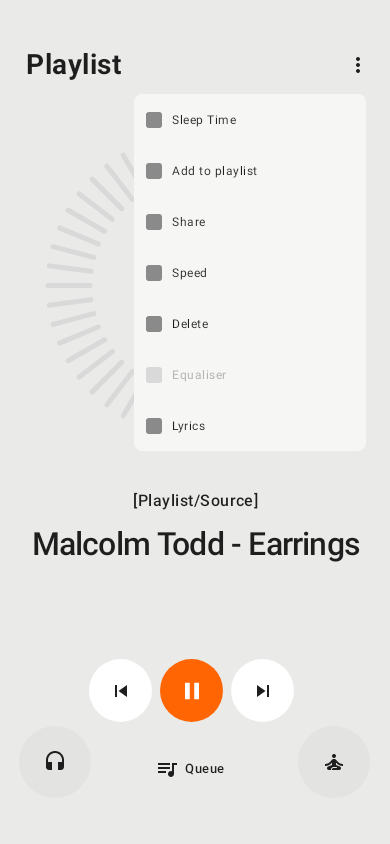 Playlist
Sleep Time
Add to playlist
Share
Speed
Delete
Equaliser
Lyrics
[Playlist/Source]
Malcolm Todd - Earrings
Queue